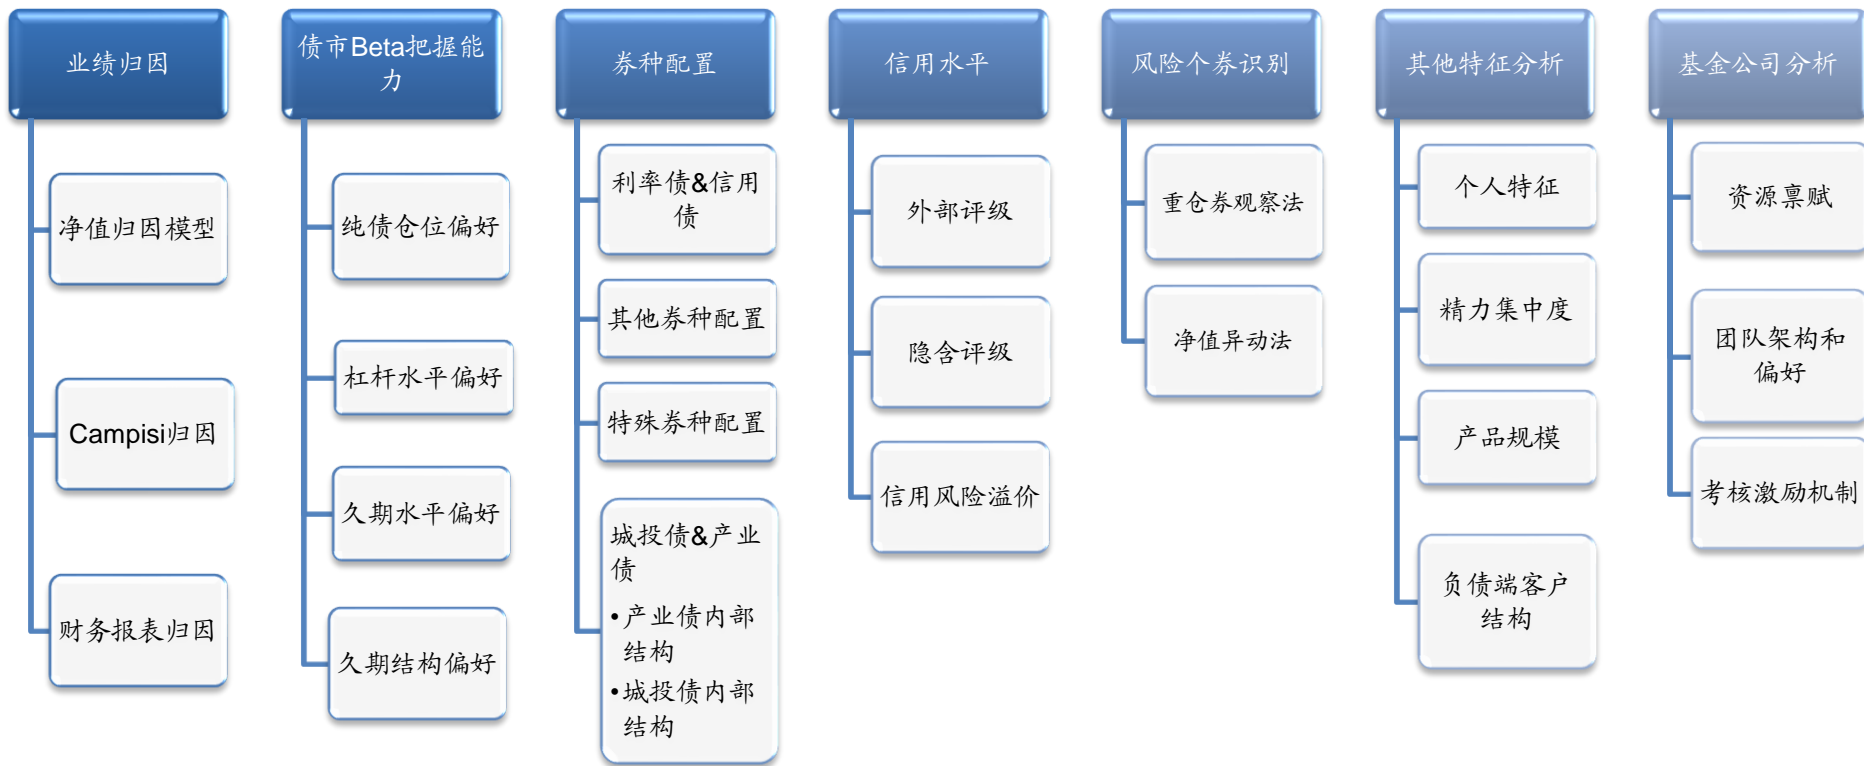 业绩归因
净值归因模型
Campisi归因
财务报表归因
债市Beta把握能
力
纯债仓位偏好
杠杆水平偏好
久期水平偏好
久期结构偏好
券种配置
利率债&信用
债
其他券种配置
特殊券种配置
城投债&产业
债
•产业债内部
结构
•城投债内部
结构
信用水平
外部评级
隐含评级
信用风险溢价
风险个券识别
重仓券观察法
净值异动法
其他特征分析
个人特征
精力集中度
产品规模
负债端客户
结构
基金公司分析
资源禀赋
团队架构和
偏好
考核激励机制